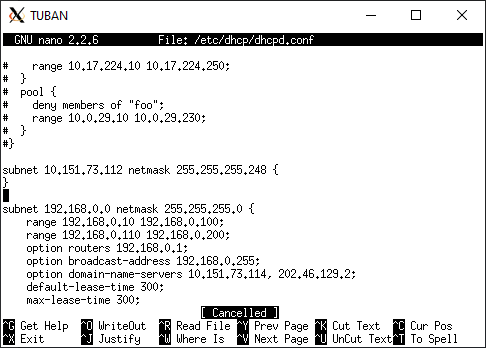 TUBAN
GNU nano 2.2.6 File: /etc/dhcp/dhcpd.conf
#    range 10.17.224.10 10.17.224.250;
#  }
#  pool {
#    deny members of "foo";
#    range 10.0.29.10 10.0.29.230;
#  }
#}
subnet 10.151.73.112 netmask 255.255.255.248 {
}
subnet 192.168.0.0 netmask 255.255.255.0 {
    range 192.168.0.10 192.168.0.100;
    range 192.168.0.110 192.168.0.200;
    option routers 192.168.0.1;
    option broadcast-address 192.168.0.255;
    option domain-name-servers 10.151.73.114, 202.46.129.2;
    default-lease-time 300;
    max-lease-time 300;
[ Cancelled ]
^G Get Help ^O WriteOut ^R Read File ^Y Prev Page ^K Cut Text ^C Cur Pos
^X Exit ^J Justify ^W Where Is ^V Next Page ^U UnCut Text ^T To Spell